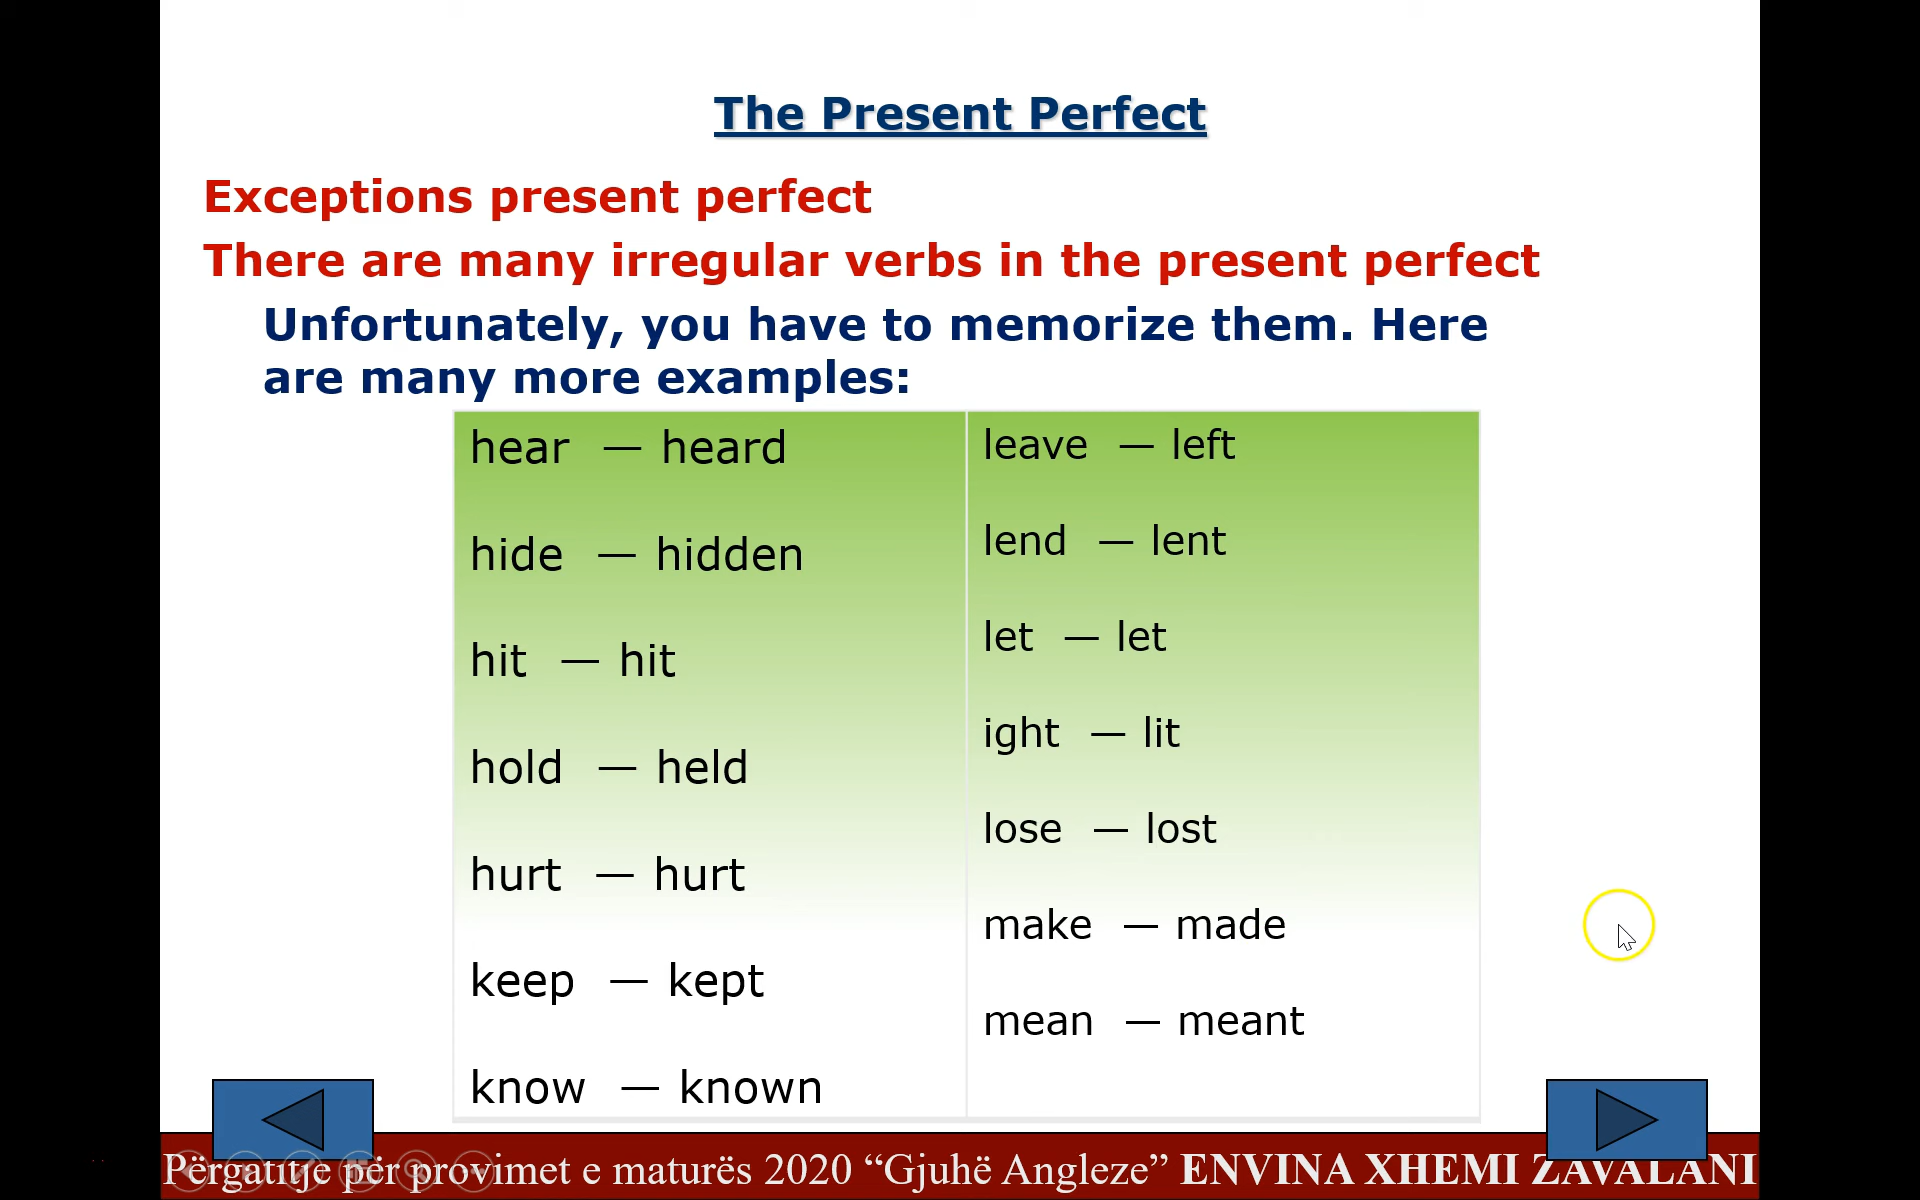 The Present Perfect
Exceptions present perfect
There are many irregular verbs in the present perfect
Unfortunately, you have to memorize them. Here
are many more examples:
hear — heard
hide — hidden
hit — hit
hold — held
hurt — hurt
keep — kept
know — known
leave — left
lend — lent
let — let
ight — lit
lose — lost
make — made
mean — meant
Përgatitje për provimet e maturës 2020 “Gjuhë Angleze” ENVINA XHEMI ZAVALANI